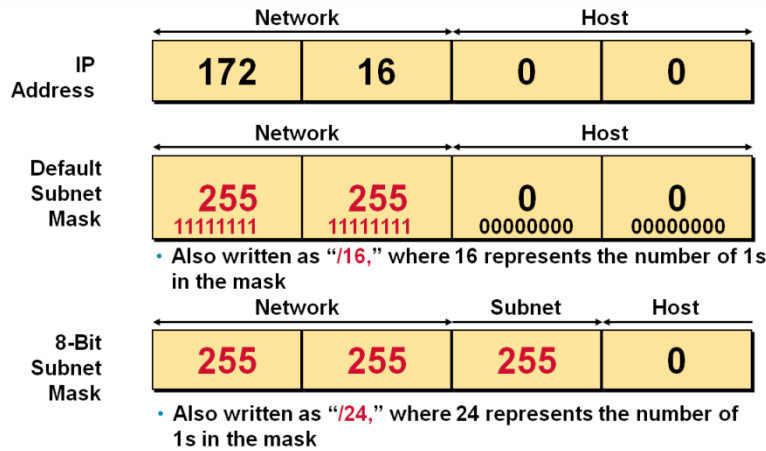 Network Host
IP
Address
172 16 0 0
Network Host
Default
Subnet
Mask
255 255 0 0
11111111 11111111 00000000 00000000
• Also written as “/16,” where 16 represents the number of 1s
in the mask
Network Subnet Host
8-Bit
Subnet
Mask
255 255 255 0
• Also written as “/24,” where 24 represents the number of
1s in the mask